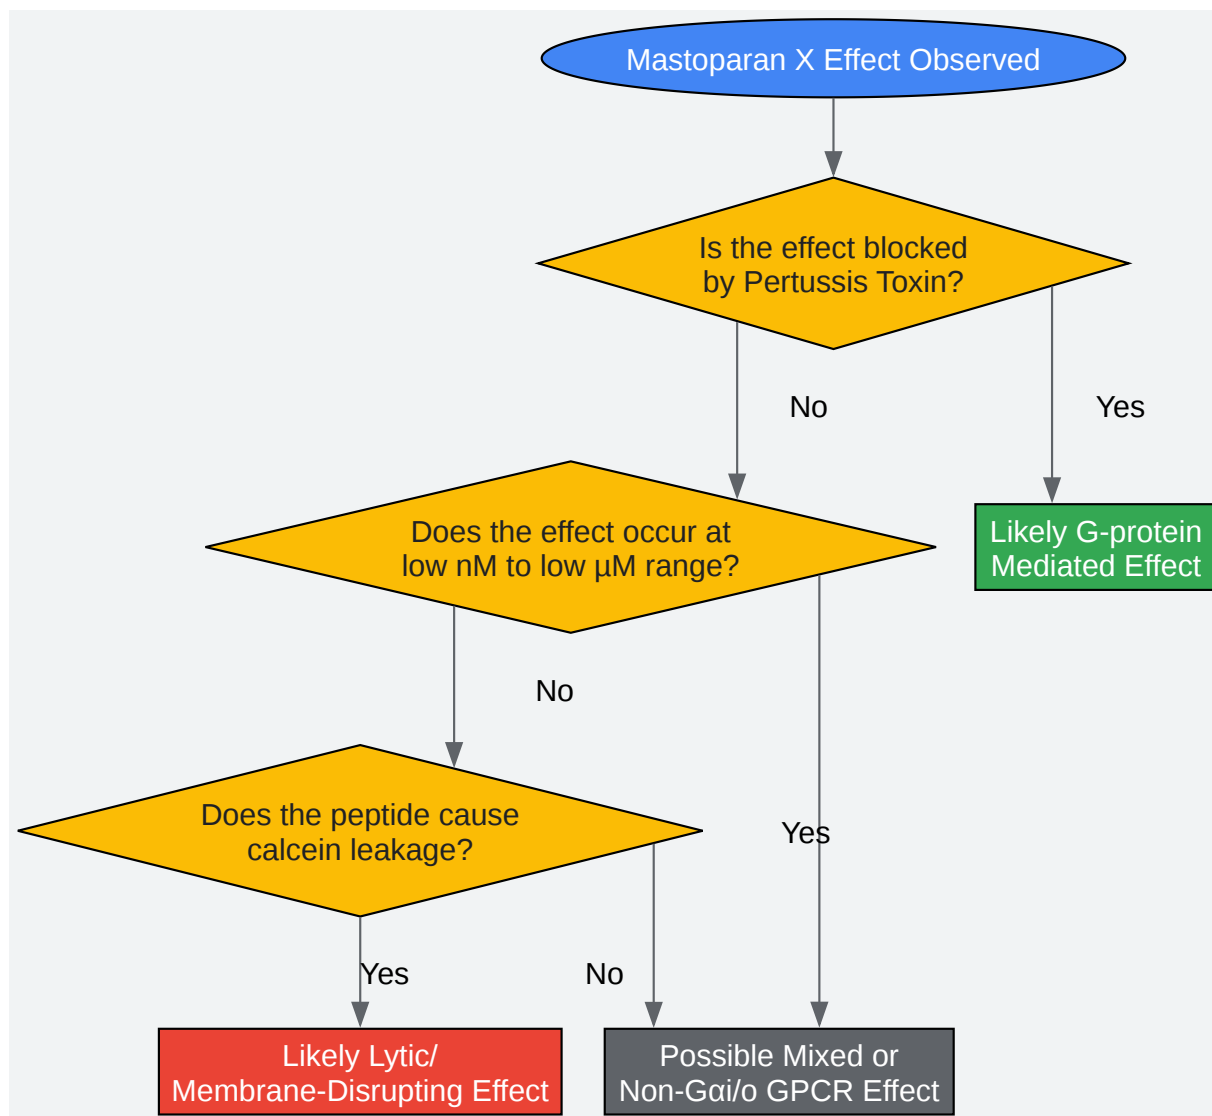 Mastoparan X Effect Observed
Is the effect blocked
by Pertussis Toxin?
No
Yes
Does the effect occur at
low nM to low µM range?
Likely G-protein
Mediated Effect
No
Does the peptide cause
calcein leakage?
Yes
Yes
No
Likely Lytic/
Membrane-Disrupting Effect
Possible Mixed or
Non-Gαi/o GPCR Effect